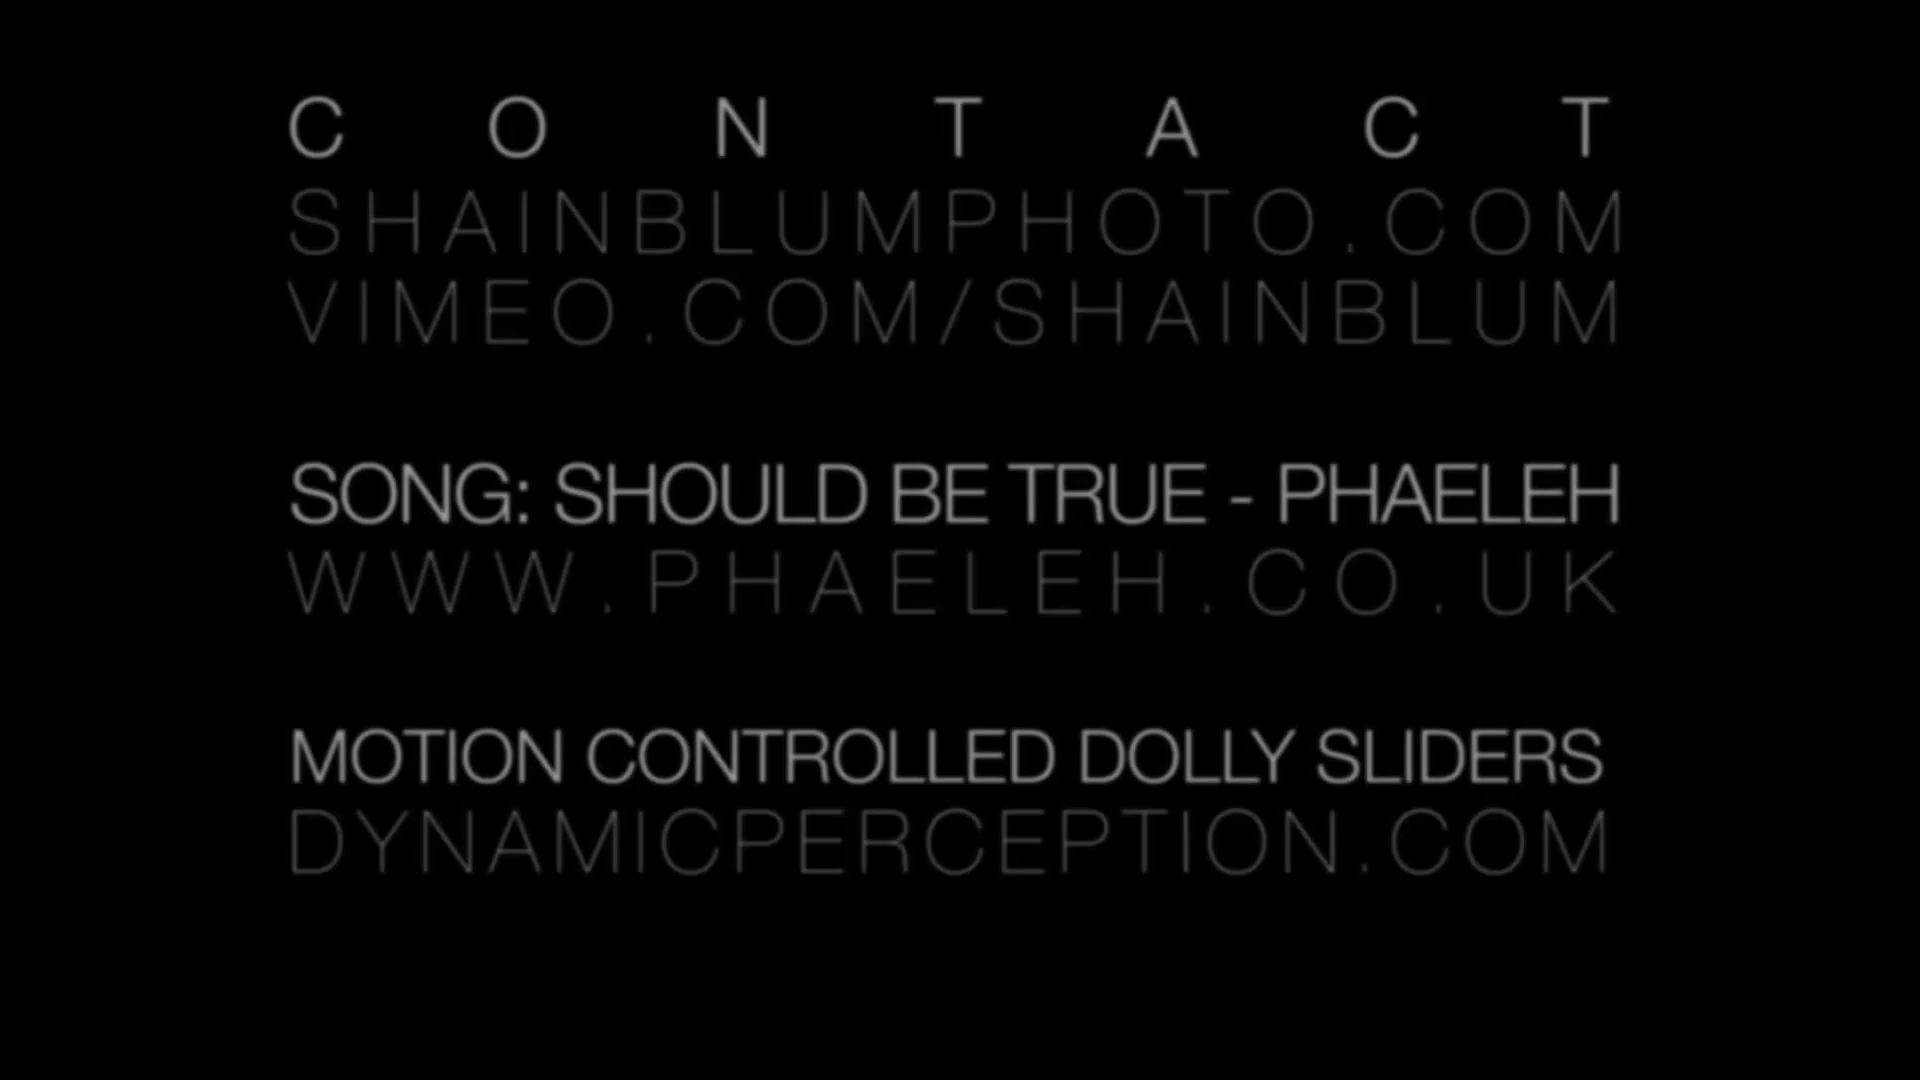 CONTACT
SHAINBLUMPHOTO.COM
VIMEO.COM/SHAINBLUM
SONG: SHOULD BE TRUE - PHAELEH
WWW.PHAELEH.CO.UK
MOTION CONTROLLED DOLLY SLIDERS
DYNAMICPERCEPTION.COM